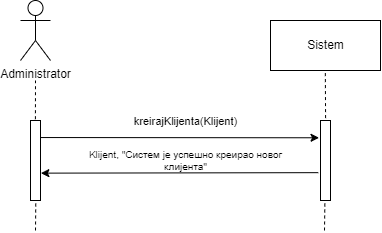 Sistem
Administrator
kreirajKlijenta(Klijent)
Klijent, "Систем је успешно креирао новог
клијента"